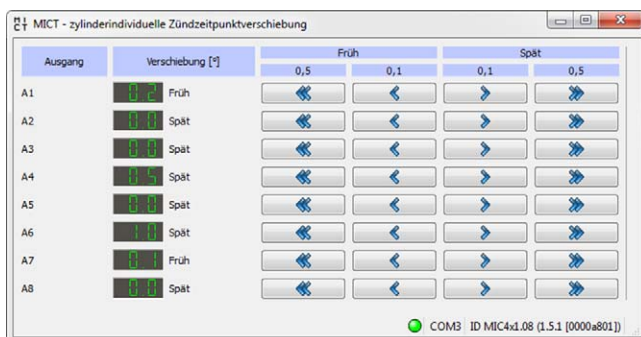 MICT - zylinderindividuelle Zündzeitpunktverschiebung
Ausgang Verschiebung [°] Früh Spät
0,5 0,1 0,1 0,5
A1 0 2 Früh
A2 0 0 Spät
A3 0 0 Spät
A4 0 5 Spät
A5 0 0 Spät
A6 1 0 Spät
A7 0 1 Früh
A8 0 0 Spät
COM3 ID MIC4x1.08 (1.5.1 [0000a801])